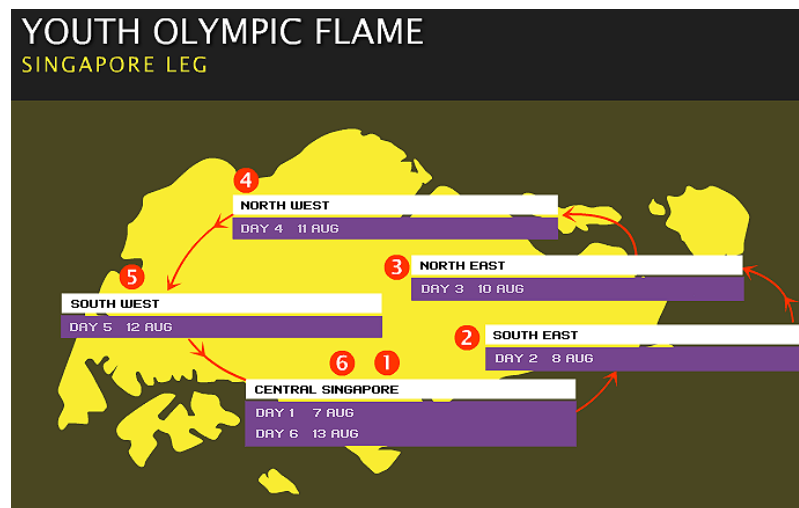 YOUTH OLYMPIC FLAME
SINGAPORE LEG
4
NORTH WEST
DAY 4 11 AUG
3
NORTH EAST
DAY 3 10 AUG
5
SOUTH WEST
DAY 5 12 AUG
2
SOUTH EAST
DAY 2 8 AUG
6 1
CENTRAL SINGAPORE
DAY 1 7 AUG
DAY 6 13 AUG